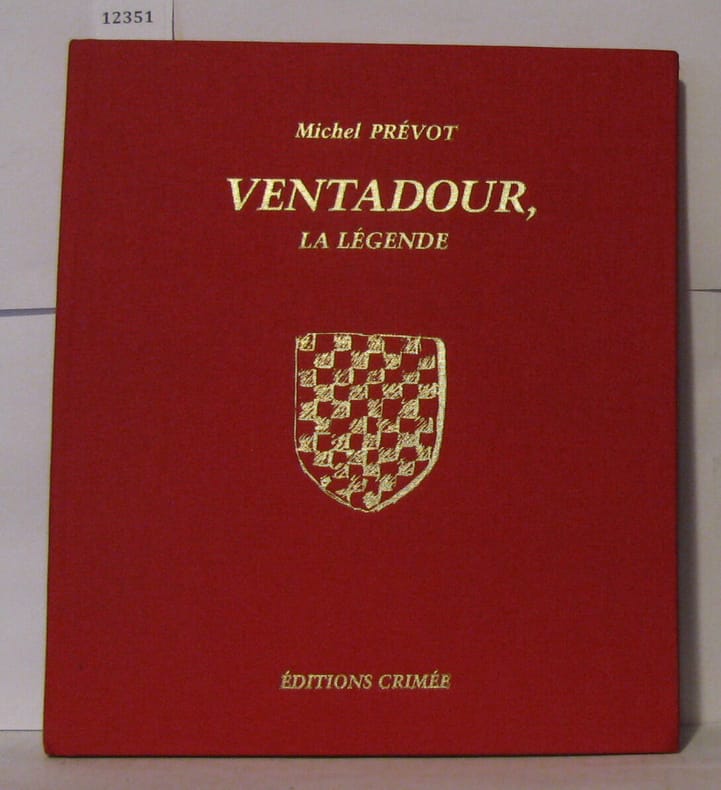 12351
Michel PRÉVOT
VENTADOUR,
LA LÉGENDE
ÉDITIONS CRIMÉE